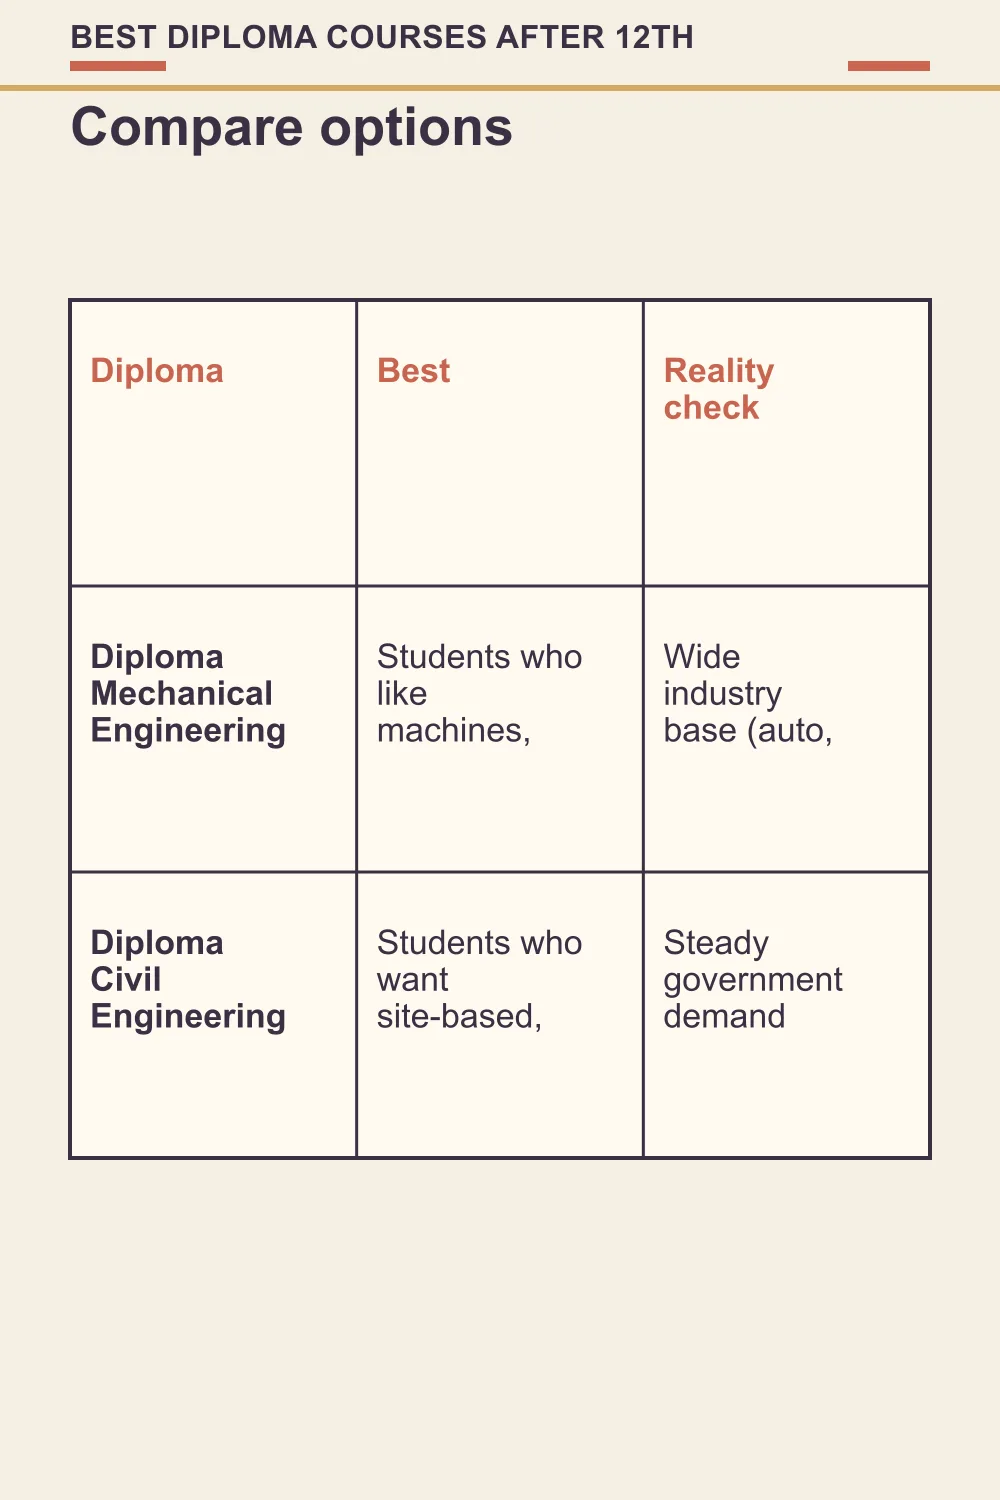 BEST DIPLOMA COURSES AFTER 12TH
Compare options
Diploma
Best
Reality
check
Diploma
Mechanical
Engineering
Students who
like
machines,
Wide
industry
base (auto,
Diploma
Civil
Engineering
Students who
want
site-based,
Steady
government
demand